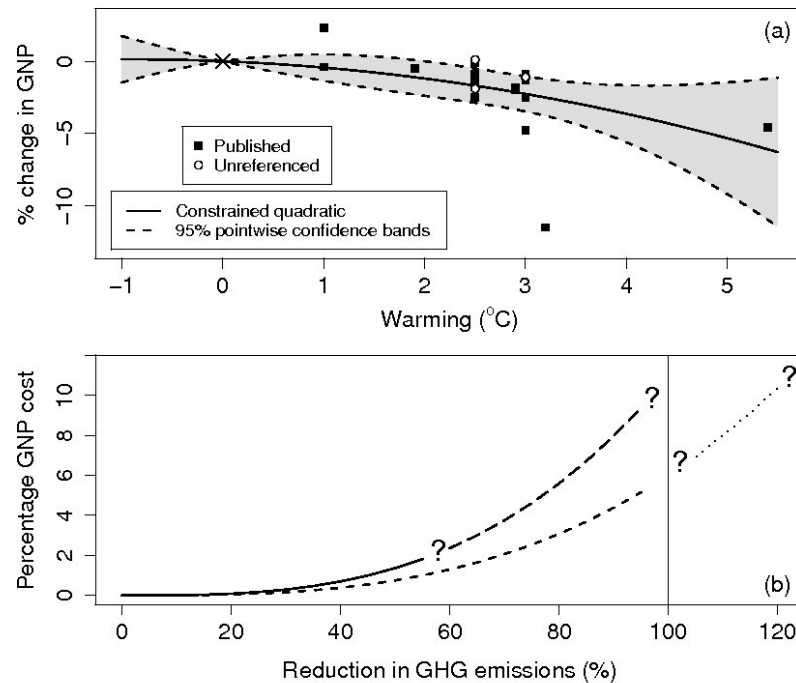 (a)
% change in GNP
0
−5
−10
Published
Unreferenced
Constrained quadratic
95% pointwise confidence bands
−1 0 1 2 3 4 5
Warming (°C)
Percentage GNP cost
10
8
6
4
2
0
? ? ? ?
(b)
0 20 40 60 80 100 120
Reduction in GHG emissions (%)